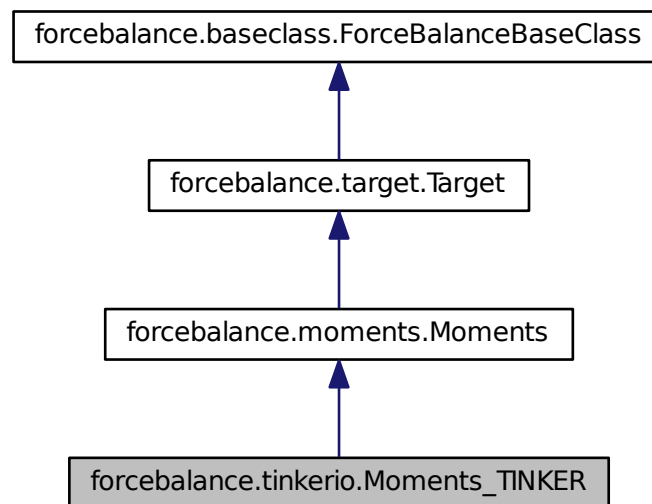 forcebalance.baseclass.ForceBalanceBaseClass
forcebalance.target.Target
forcebalance.moments.Moments
forcebalance.tinkerio.Moments_TINKER